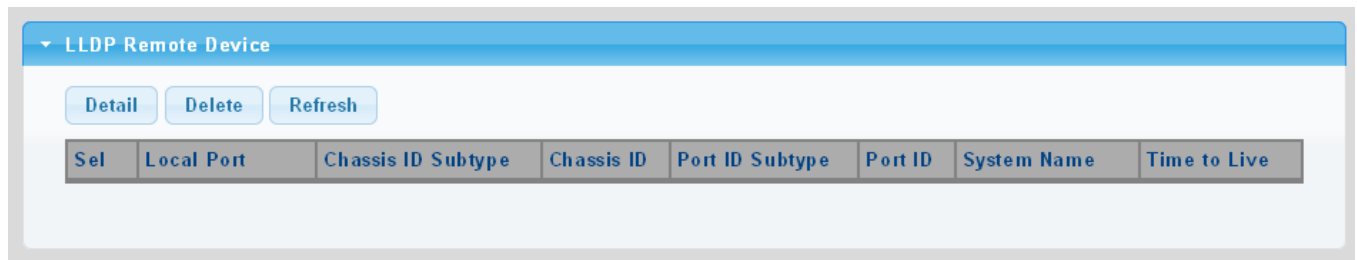 LLDP Remote Device
Detail Delete Refresh
Sel Local Port Chassis ID Subtype Chassis ID Port ID Subtype Port ID System Name Time to Live